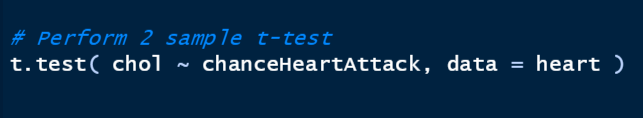 # Perform 2 sample t-test
t.test( chol ~ chanceHeartAttack, data = heart )